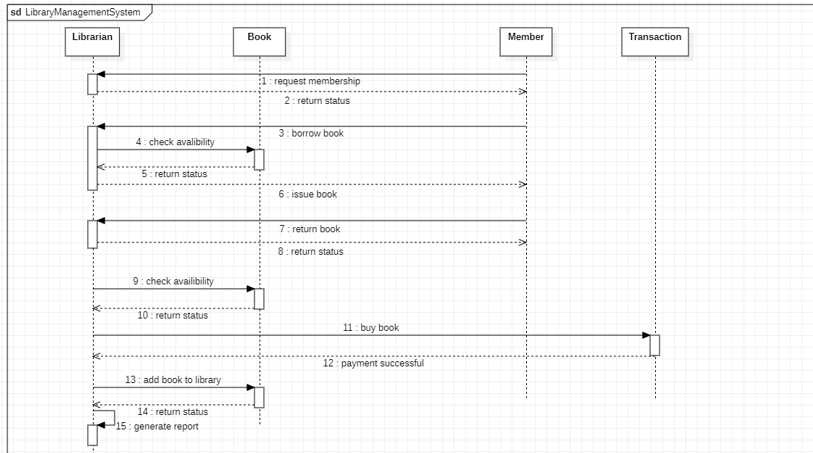 sd LibraryManagementSystem
Librarian
Book
Member
Transaction
1 : request membership
2 : return status
3 : borrow book
4 : check avalibility
5 : return status
6 : issue book
7 : return book
8 : return status
9 : check availibility
10 : return status
11 : buy book
12 : payment successful
13 : add book to library
14 : return status
15 : generate report